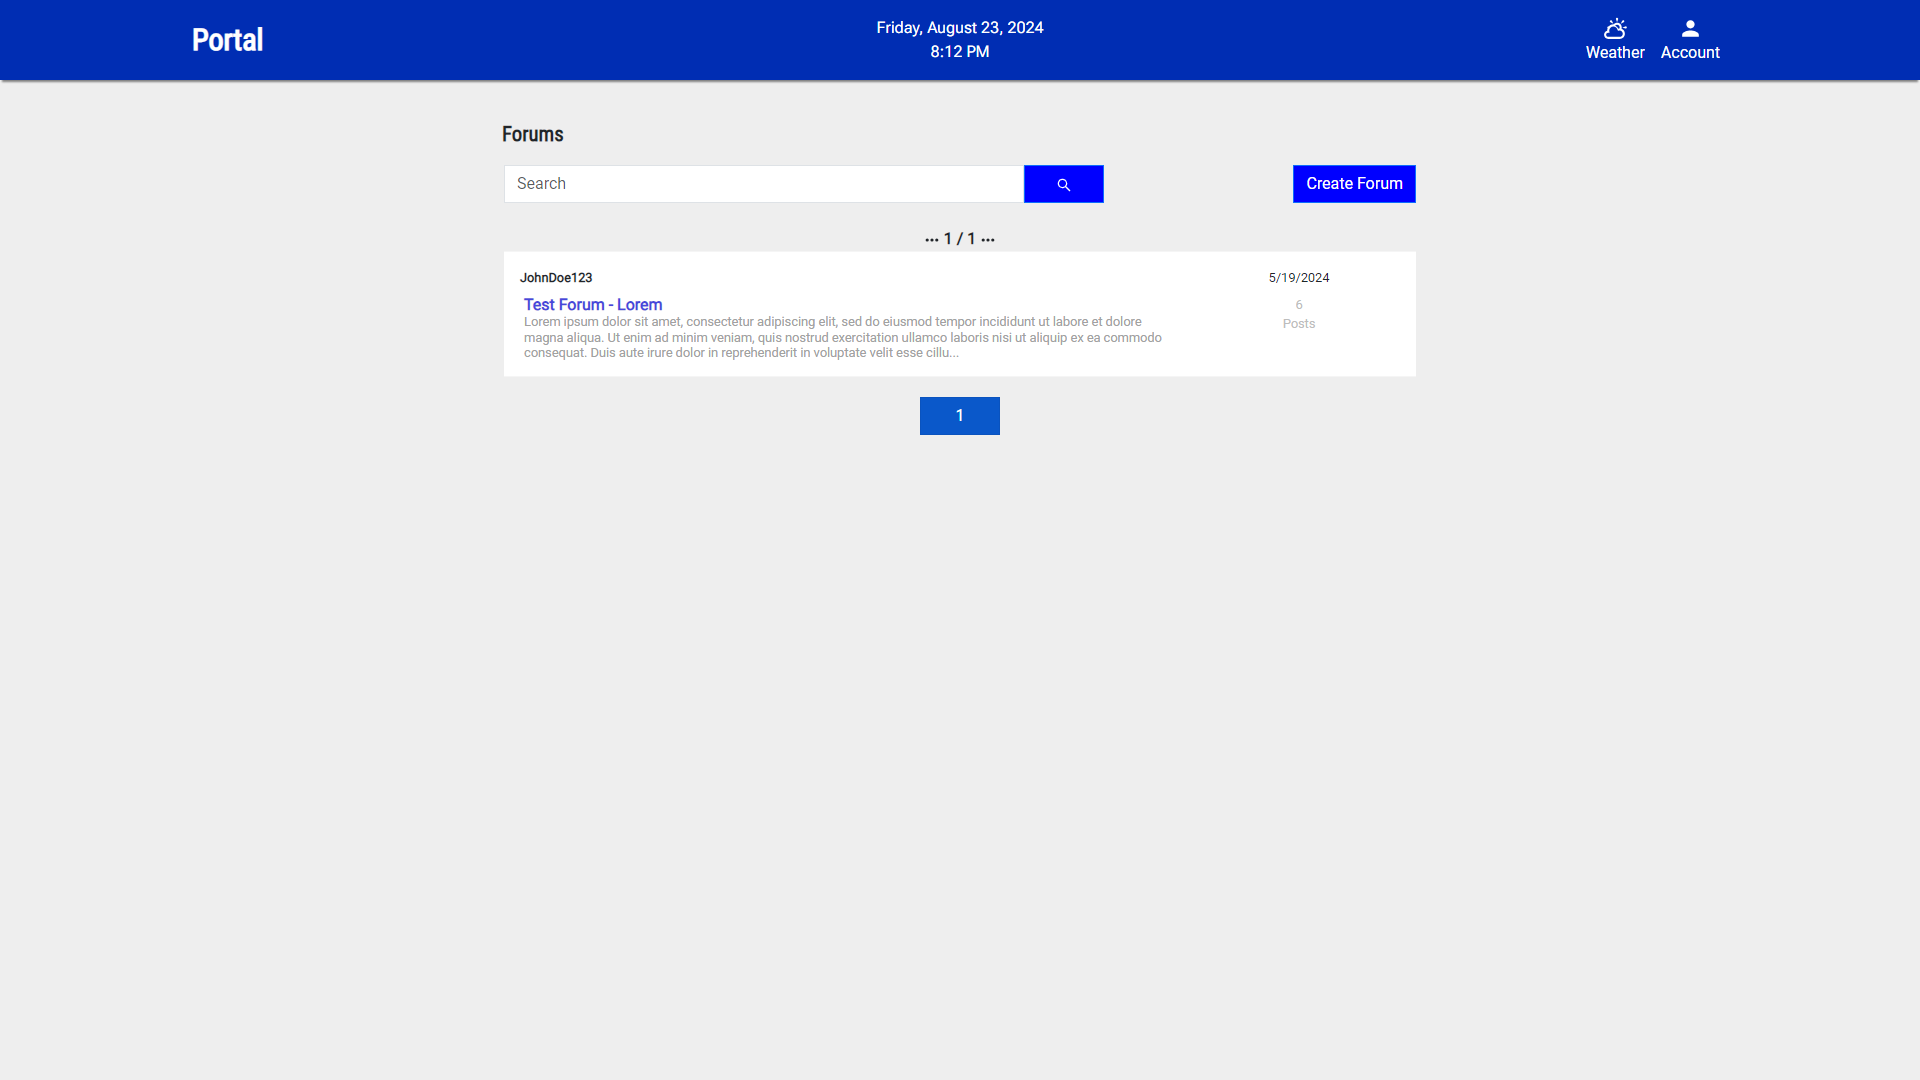 Portal
Friday, August 23, 2024
8:12 PM
Weather
Account
Forums
Search
Create Forum
••• 1 / 1 •••
JohnDoe123
5/19/2024
Test Forum - Lorem
Lorem ipsum dolor sit amet, consectetur adipiscing elit, sed do eiusmod tempor incididunt ut labore et dolore
magna aliqua. Ut enim ad minim veniam, quis nostrud exercitation ullamco laboris nisi ut aliquip ex ea commodo
consequat. Duis aute irure dolor in reprehenderit in voluptate velit esse cillu...
6
Posts
1